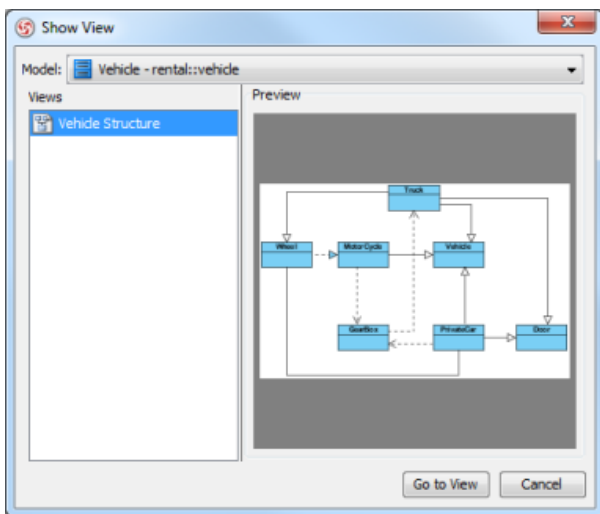 Show View
Model: Vehicle - rental::vehicle
Views
Preview
Vehicle Structure
Truck
Wheel
MotorCycle
Vehicle
GearBox
PrivateCar
Door
Go to View
Cancel